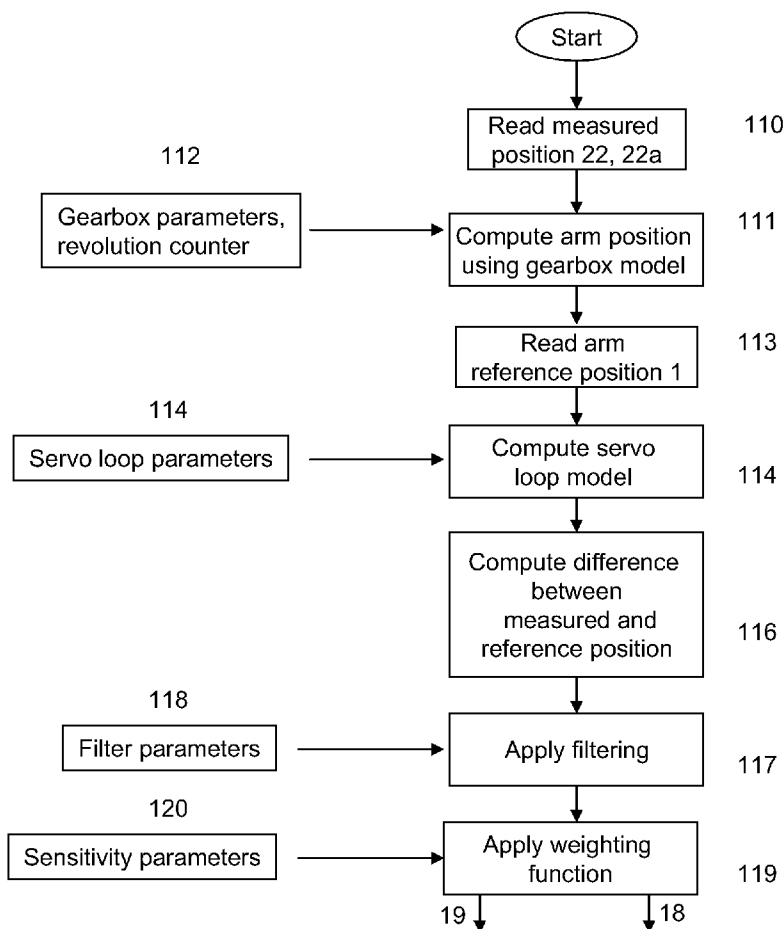 Start
Read measured
position 22, 22a
110
112
Gearbox parameters,
revolution counter
Compute arm position
using gearbox model
111
Read arm
reference position 1
113
114
Servo loop parameters
Compute servo
loop model
114
Compute difference
between
measured and
reference position
116
118
Filter parameters
Apply filtering
117
120
Sensitivity parameters
Apply weighting
function
119
19
18